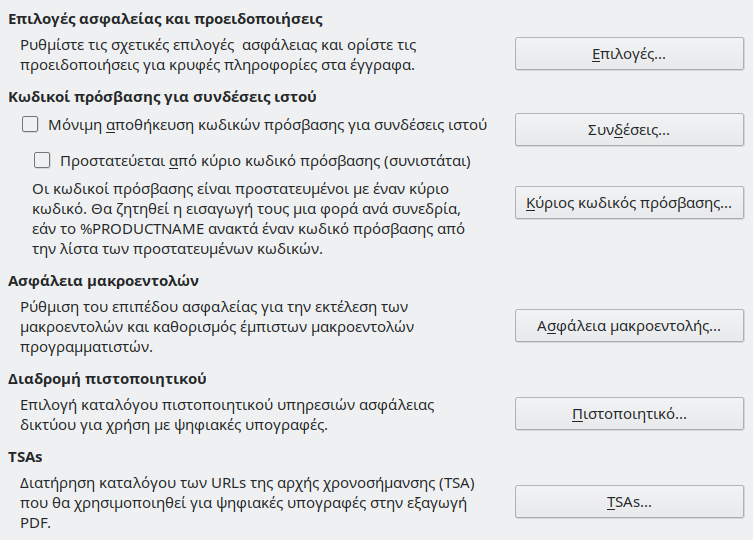 Επιλογές ασφαλείας και προειδοποιήσεις
Ρυθμίστε τις σχετικές επιλογές  ασφάλειας και ορίστε τις
προειδοποιήσεις για κρυφές πληροφορίες στα έγγραφα.
Επιλογές...
Κωδικοί πρόσβασης για συνδέσεις ιστού
Μόνιμη αποθήκευση κωδικών πρόσβασης για συνδέσεις ιστού
Συνδέσεις...
Προστατεύεται από κύριο κωδικό πρόσβασης (συνιστάται)
Οι κωδικοί πρόσβασης είναι προστατευμένοι με έναν κύριο
κωδικό. Θα ζητηθεί η εισαγωγή τους μια φορά ανά συνεδρία,
εάν το %PRODUCTNAME ανακτά έναν κωδικό πρόσβασης από
την λίστα των προστατευμένων κωδικών.
Κύριος κωδικός πρόσβασης...
Ασφάλεια μακροεντολών
Ρύθμιση του επιπέδου ασφαλείας για την εκτέλεση των
μακροεντολών και καθορισμός έμπιστων μακροεντολών
προγραμματιστών.
Ασφάλεια μακροεντολής...
Διαδρομή πιστοποιητικού
Επιλογή καταλόγου πιστοποιητικού υπηρεσιών ασφάλειας
δικτύου για χρήση με ψηφιακές υπογραφές.
Πιστοποιητικό...
TSAs
Διατήρηση καταλόγου των URLs της αρχής χρονοσήμανσης (TSA)
που θα χρησιμοποιηθεί για ψηφιακές υπογραφές στην εξαγωγή
PDF.
TSAs...